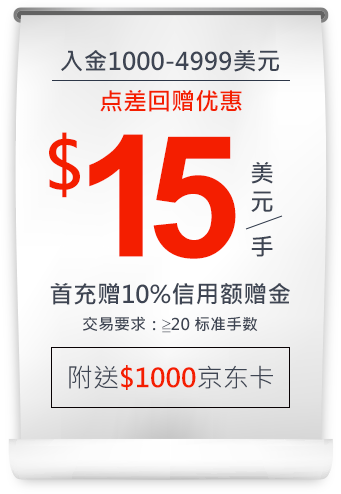 入金1000-4999美元
点差回赠优惠
$15美元/手
首充赠10%信用额赠金
交易要求：≧20 标准手数
附送$1000京东卡